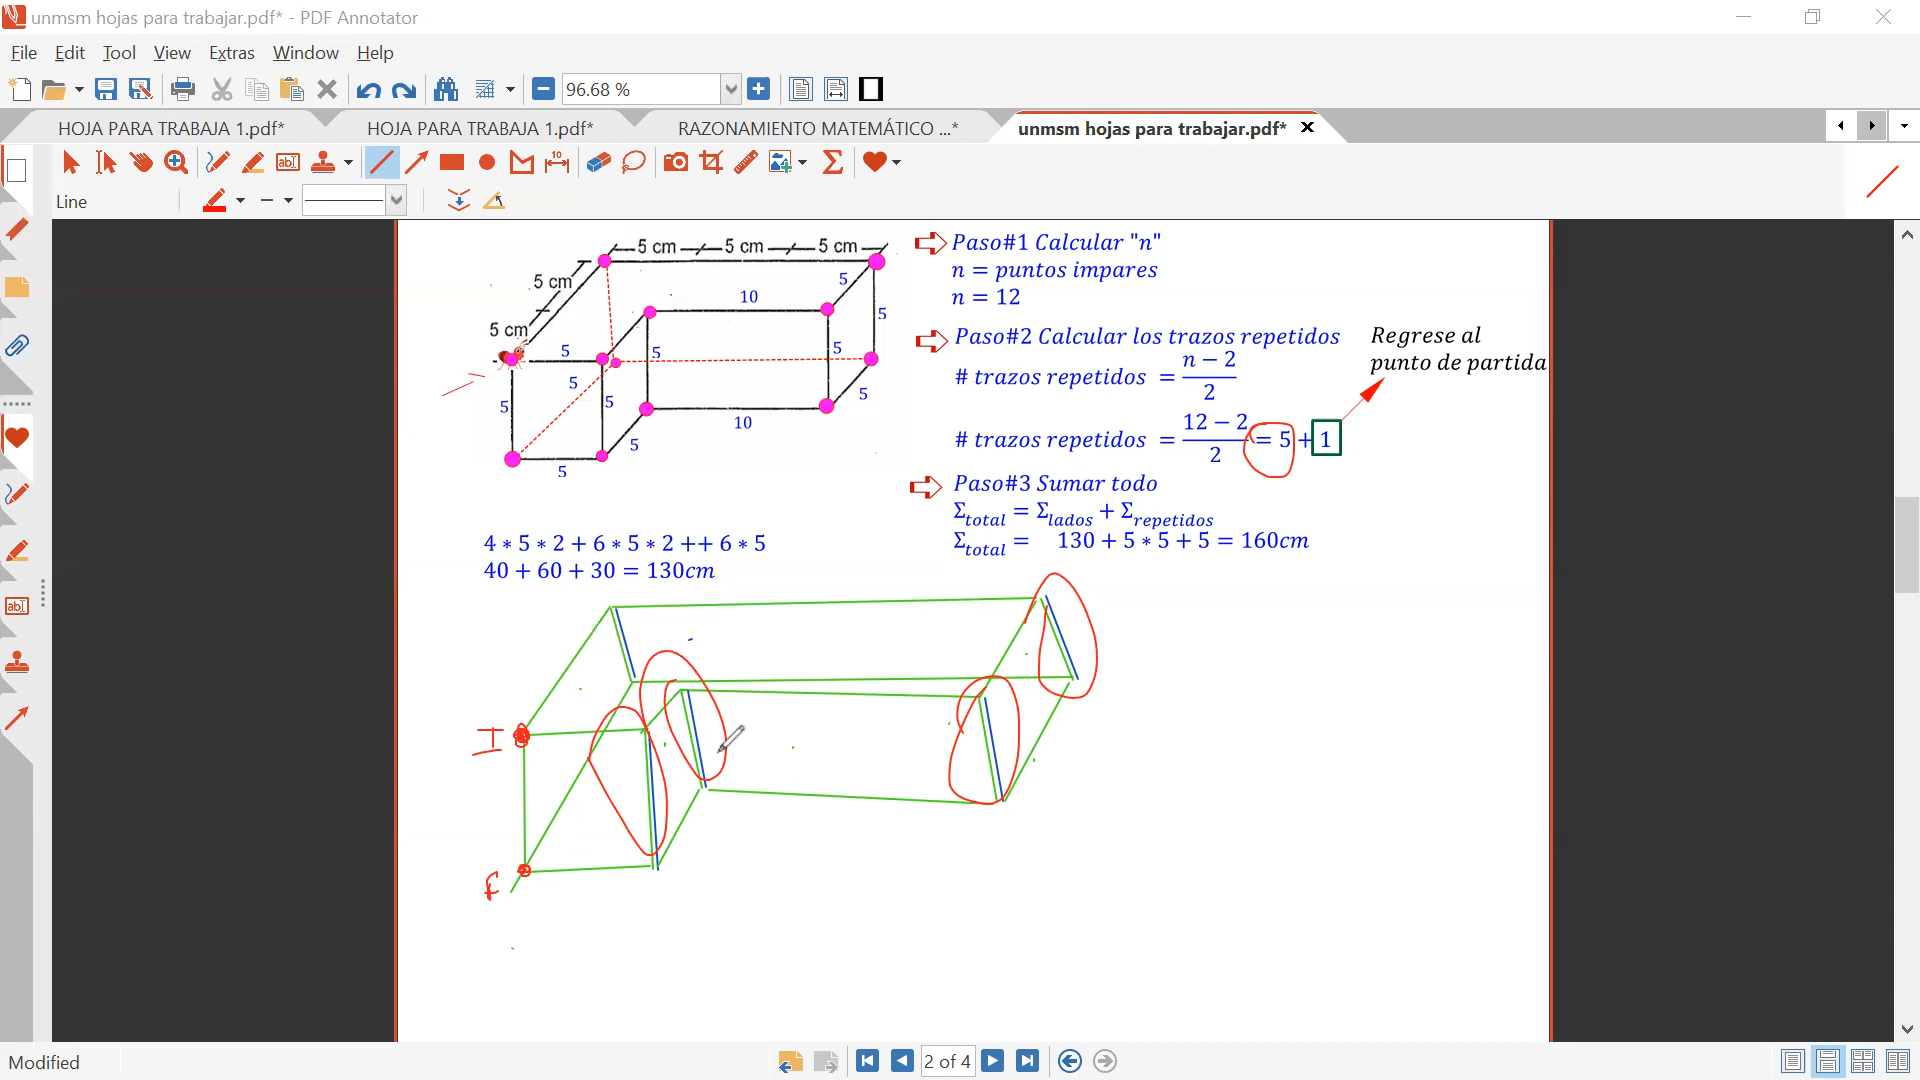 unmsm hojas para trabajar.pdf* - PDF Annotator
File Edit Tool View Extras Window Help
96.68 %
HOJA PARA TRABAJA 1.pdf*
HOJA PARA TRABAJA 1.pdf*
RAZONAMIENTO MATEMÁTICO ...*
unmsm hojas para trabajar.pdf*
Line
5 cm 5 cm 5 cm
5 cm
5 cm
5
10
5
5
5
5
5
5
5
5
5
10
5
5
Paso#1 Calcular "n"
n = puntos impares
n = 12
Paso#2 Calcular los trazos repetidos
# trazos repetidos = n − 2 / 2
# trazos repetidos = 12 − 2 / 2 = 5 + 1
Regrese al
punto de partida
Paso#3 Sumar todo
Σtotal = Σlados + Σrepetidos
Σtotal = 130 + 5 * 5 + 5 = 160cm
4 * 5 * 2 + 6 * 5 * 2 ++ 6 * 5
40 + 60 + 30 = 130cm
I
f
Modified
2 of 4